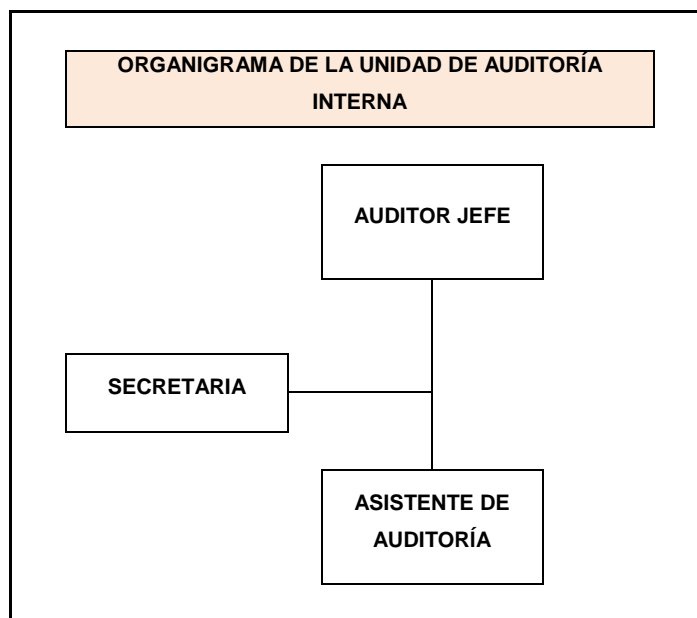 ORGANIGRAMA DE LA UNIDAD DE AUDITORÍA
INTERNA
AUDITOR JEFE
SECRETARIA
ASISTENTE DE
AUDITORÍA